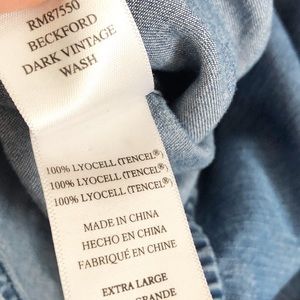 RM87550
BECKFORD
DARK VINTAGE
WASH
100% LYOCELL (TENCEL®)
100% LYOCELL (TENCEL®)
100% LYOCELL (TENCEL®)
MADE IN CHINA
HECHO EN CHINA
FABRIQUÉ EN CHINE
EXTRA LARGE
GRANDE